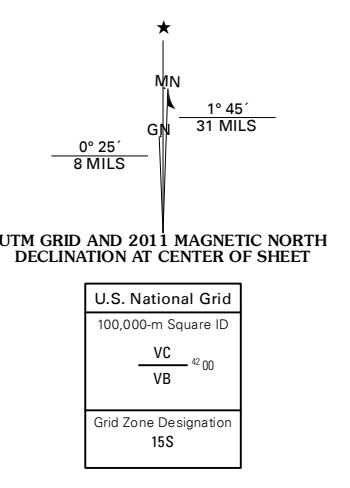 ★
MN
1° 45´
31 MILS
GN
0° 25´
8 MILS
UTM GRID AND 2011 MAGNETIC NORTH
DECLINATION AT CENTER OF SHEET
U.S. National Grid
100,000-m Square ID
VC
42 00
VB
Grid Zone Designation
15S